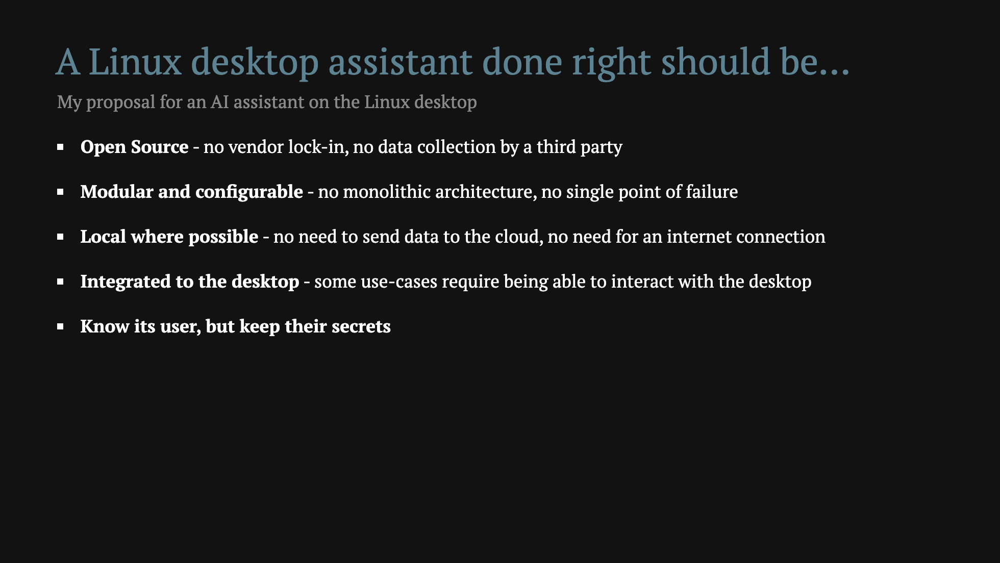 A Linux desktop assistant done right should be...
My proposal for an AI assistant on the Linux desktop
▪ Open Source - no vendor lock-in, no data collection by a third party
▪ Modular and configurable - no monolithic architecture, no single point of failure
▪ Local where possible - no need to send data to the cloud, no need for an internet connection
▪ Integrated to the desktop - some use-cases require being able to interact with the desktop
▪ Know its user, but keep their secrets